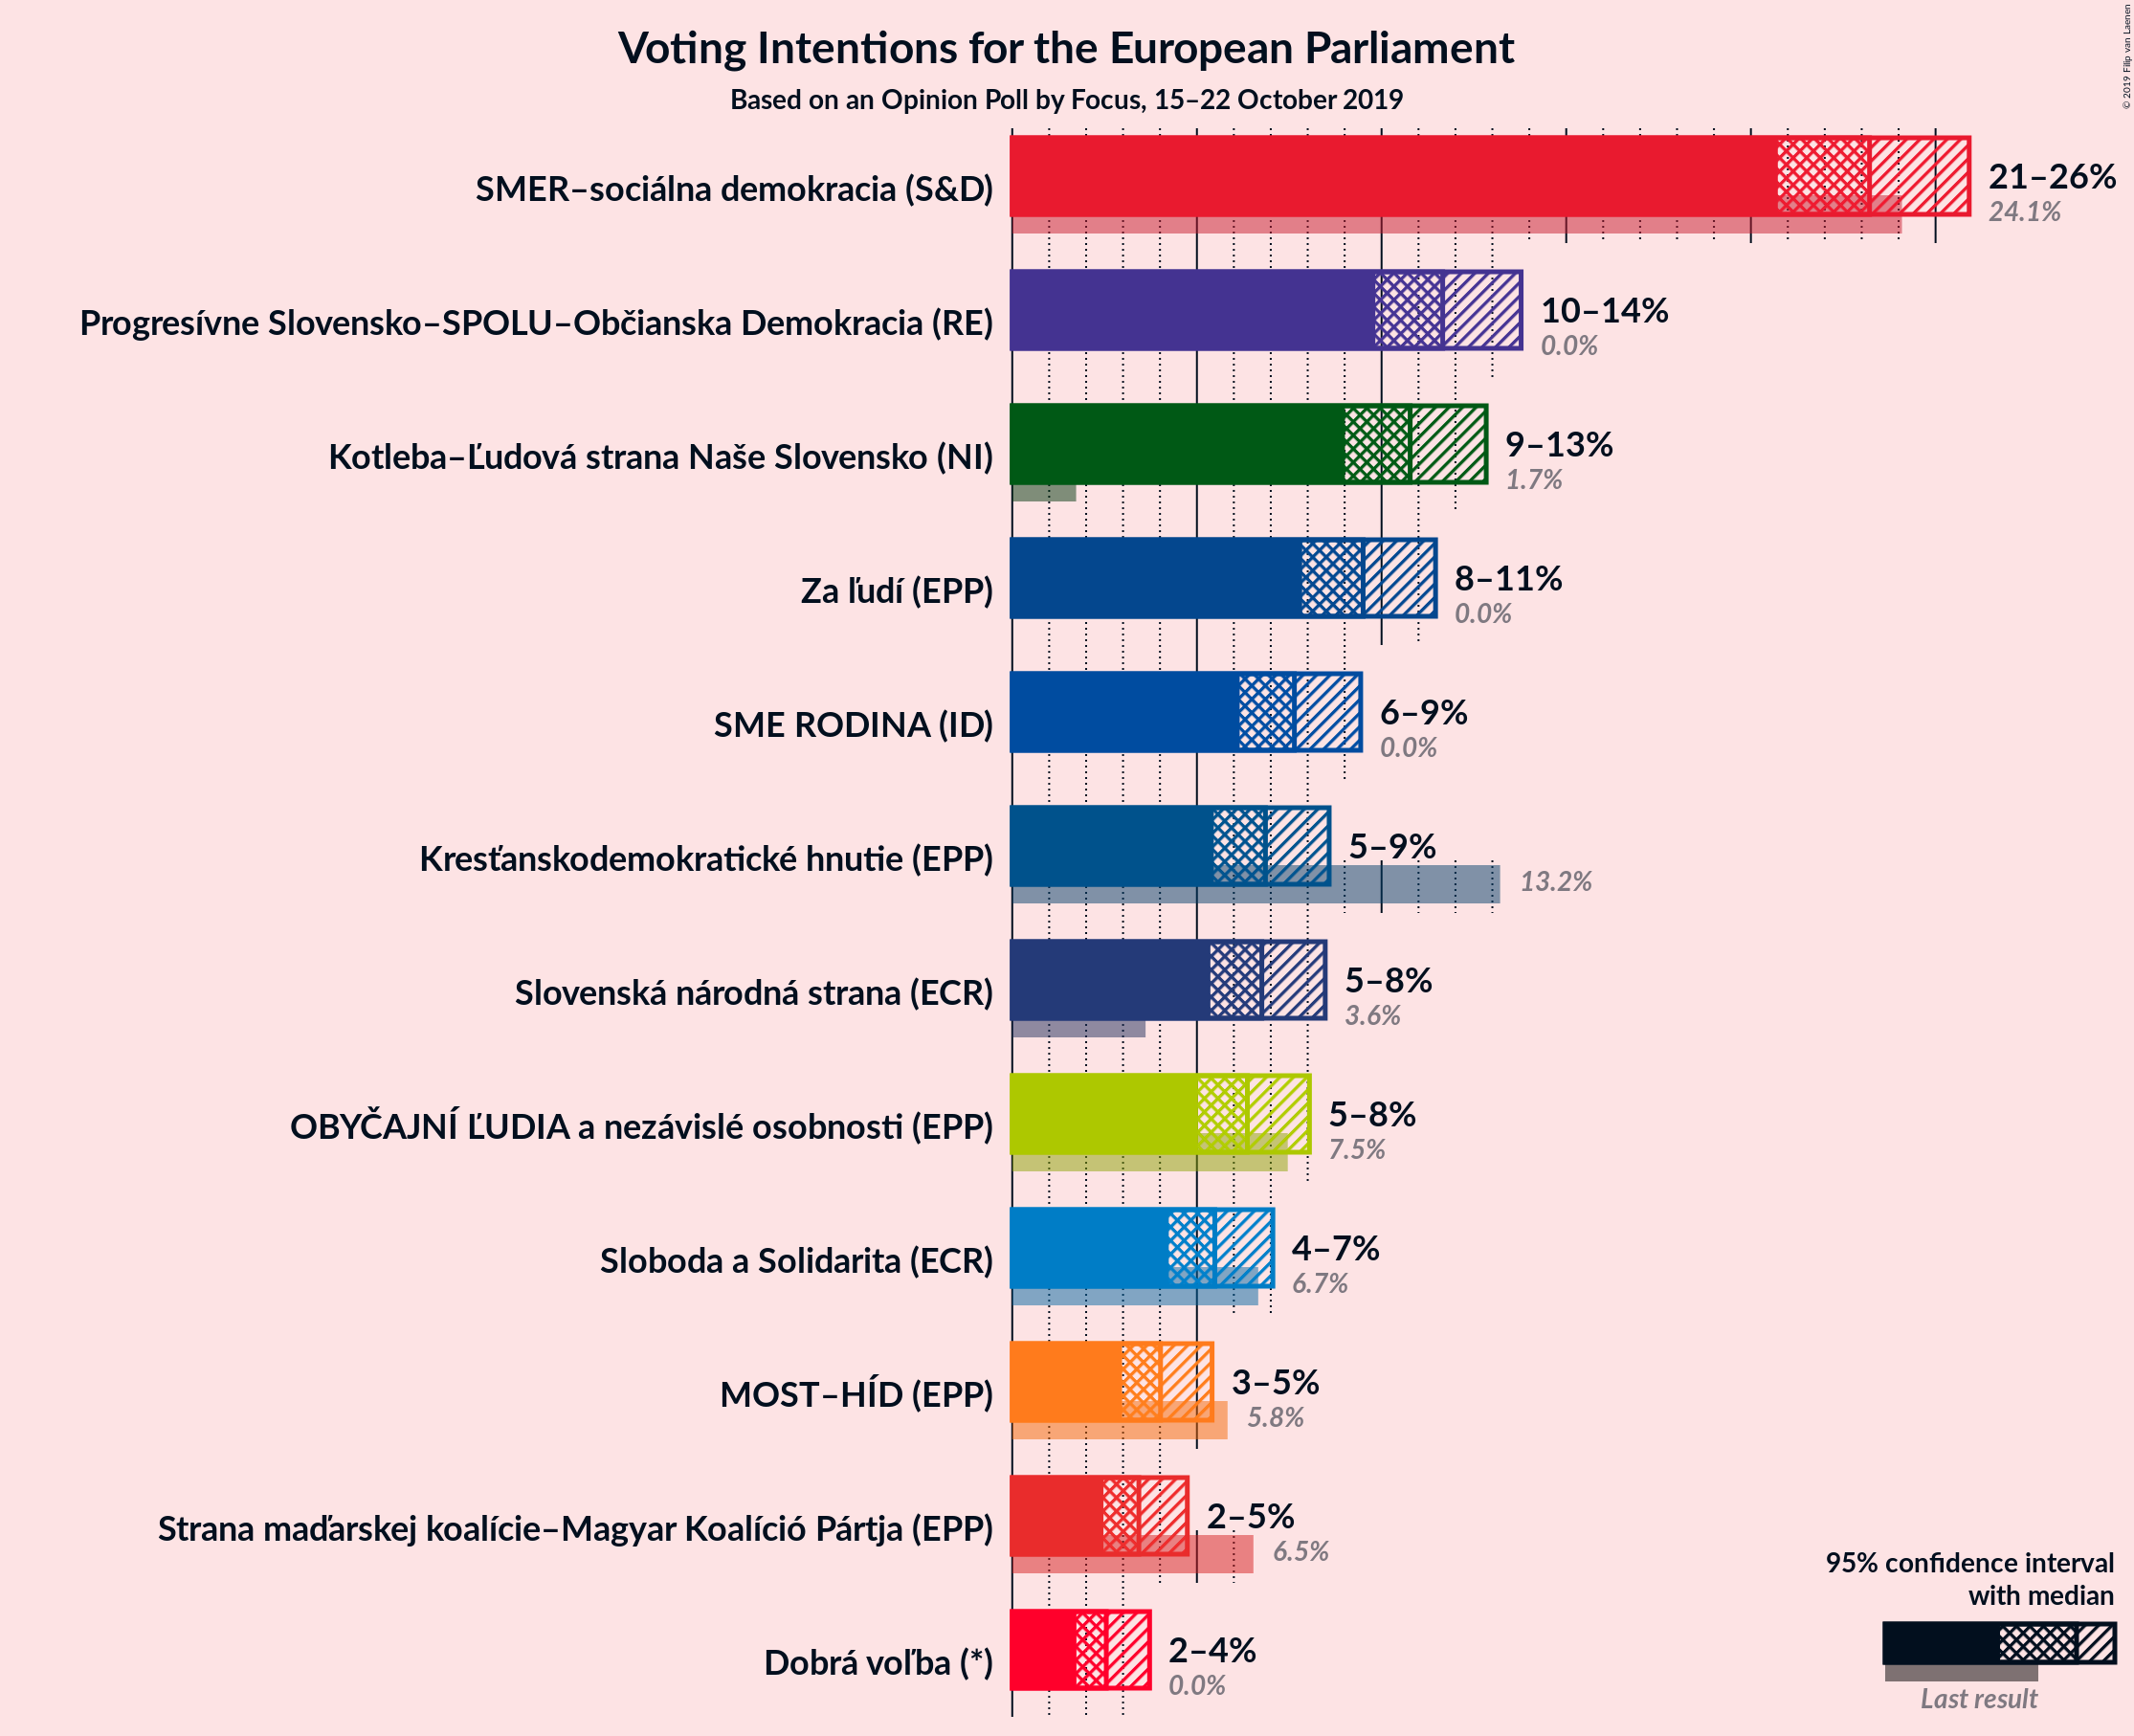 Voting Intentions for the European Parliament
Based on an Opinion Poll by Focus, 15–22 October 2019
© 2019 Filip van Laenen
SMER–sociálna demokracia (S&D)
21–26%
24.1%
Progresívne Slovensko–SPOLU–Občianska Demokracia (RE)
10–14%
0.0%
Kotleba–Ľudová strana Naše Slovensko (NI)
9–13%
1.7%
Za ľudí (EPP)
8–11%
0.0%
SME RODINA (ID)
6–9%
0.0%
Kresťanskodemokratické hnutie (EPP)
5–9%
13.2%
Slovenská národná strana (ECR)
5–8%
3.6%
OBYČAJNÍ ĽUDIA a nezávislé osobnosti (EPP)
5–8%
7.5%
Sloboda a Solidarita (ECR)
4–7%
6.7%
MOST–HÍD (EPP)
3–5%
5.8%
Strana maďarskej koalície–Magyar Koalíció Pártja (EPP)
2–5%
6.5%
Dobrá voľba (*)
2–4%
0.0%
95% confidence interval
with median
Last result